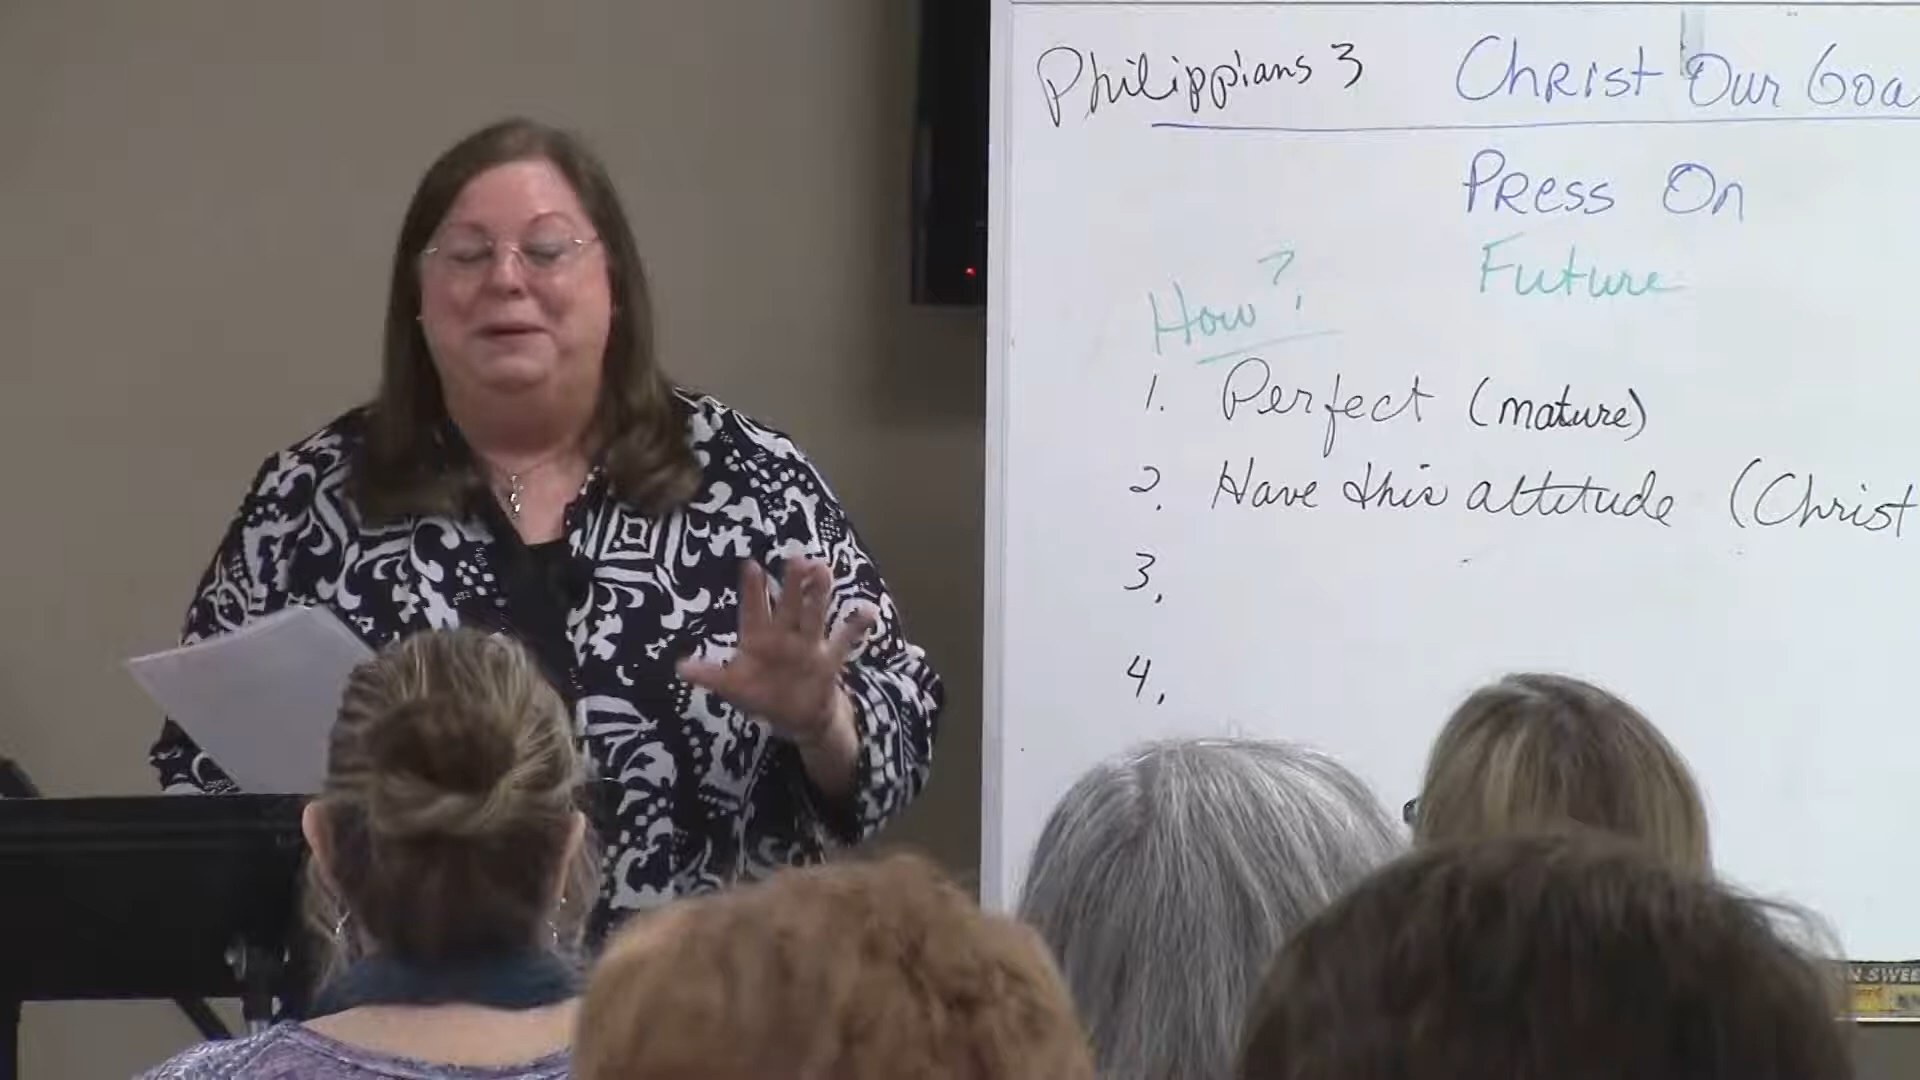 Philippians 3 Christ Our Goa
Press On
Future
How?
1. Perfect (mature)
2. Have this attitude (Christ
3.
4.
N SWEE